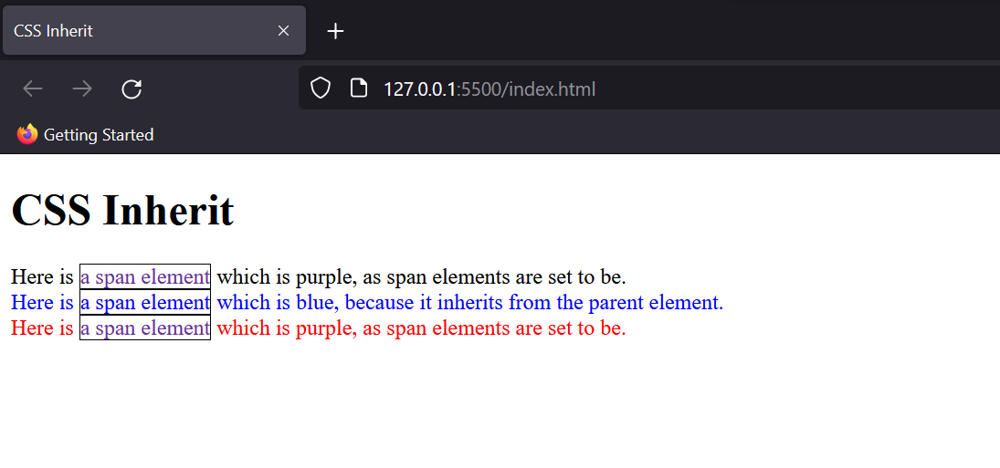 CSS Inherit
127.0.0.1:5500/index.html
Getting Started
CSS Inherit
Here is a span element which is purple, as span elements are set to be.
Here is a span element which is blue, because it inherits from the parent element.
Here is a span element which is purple, as span elements are set to be.